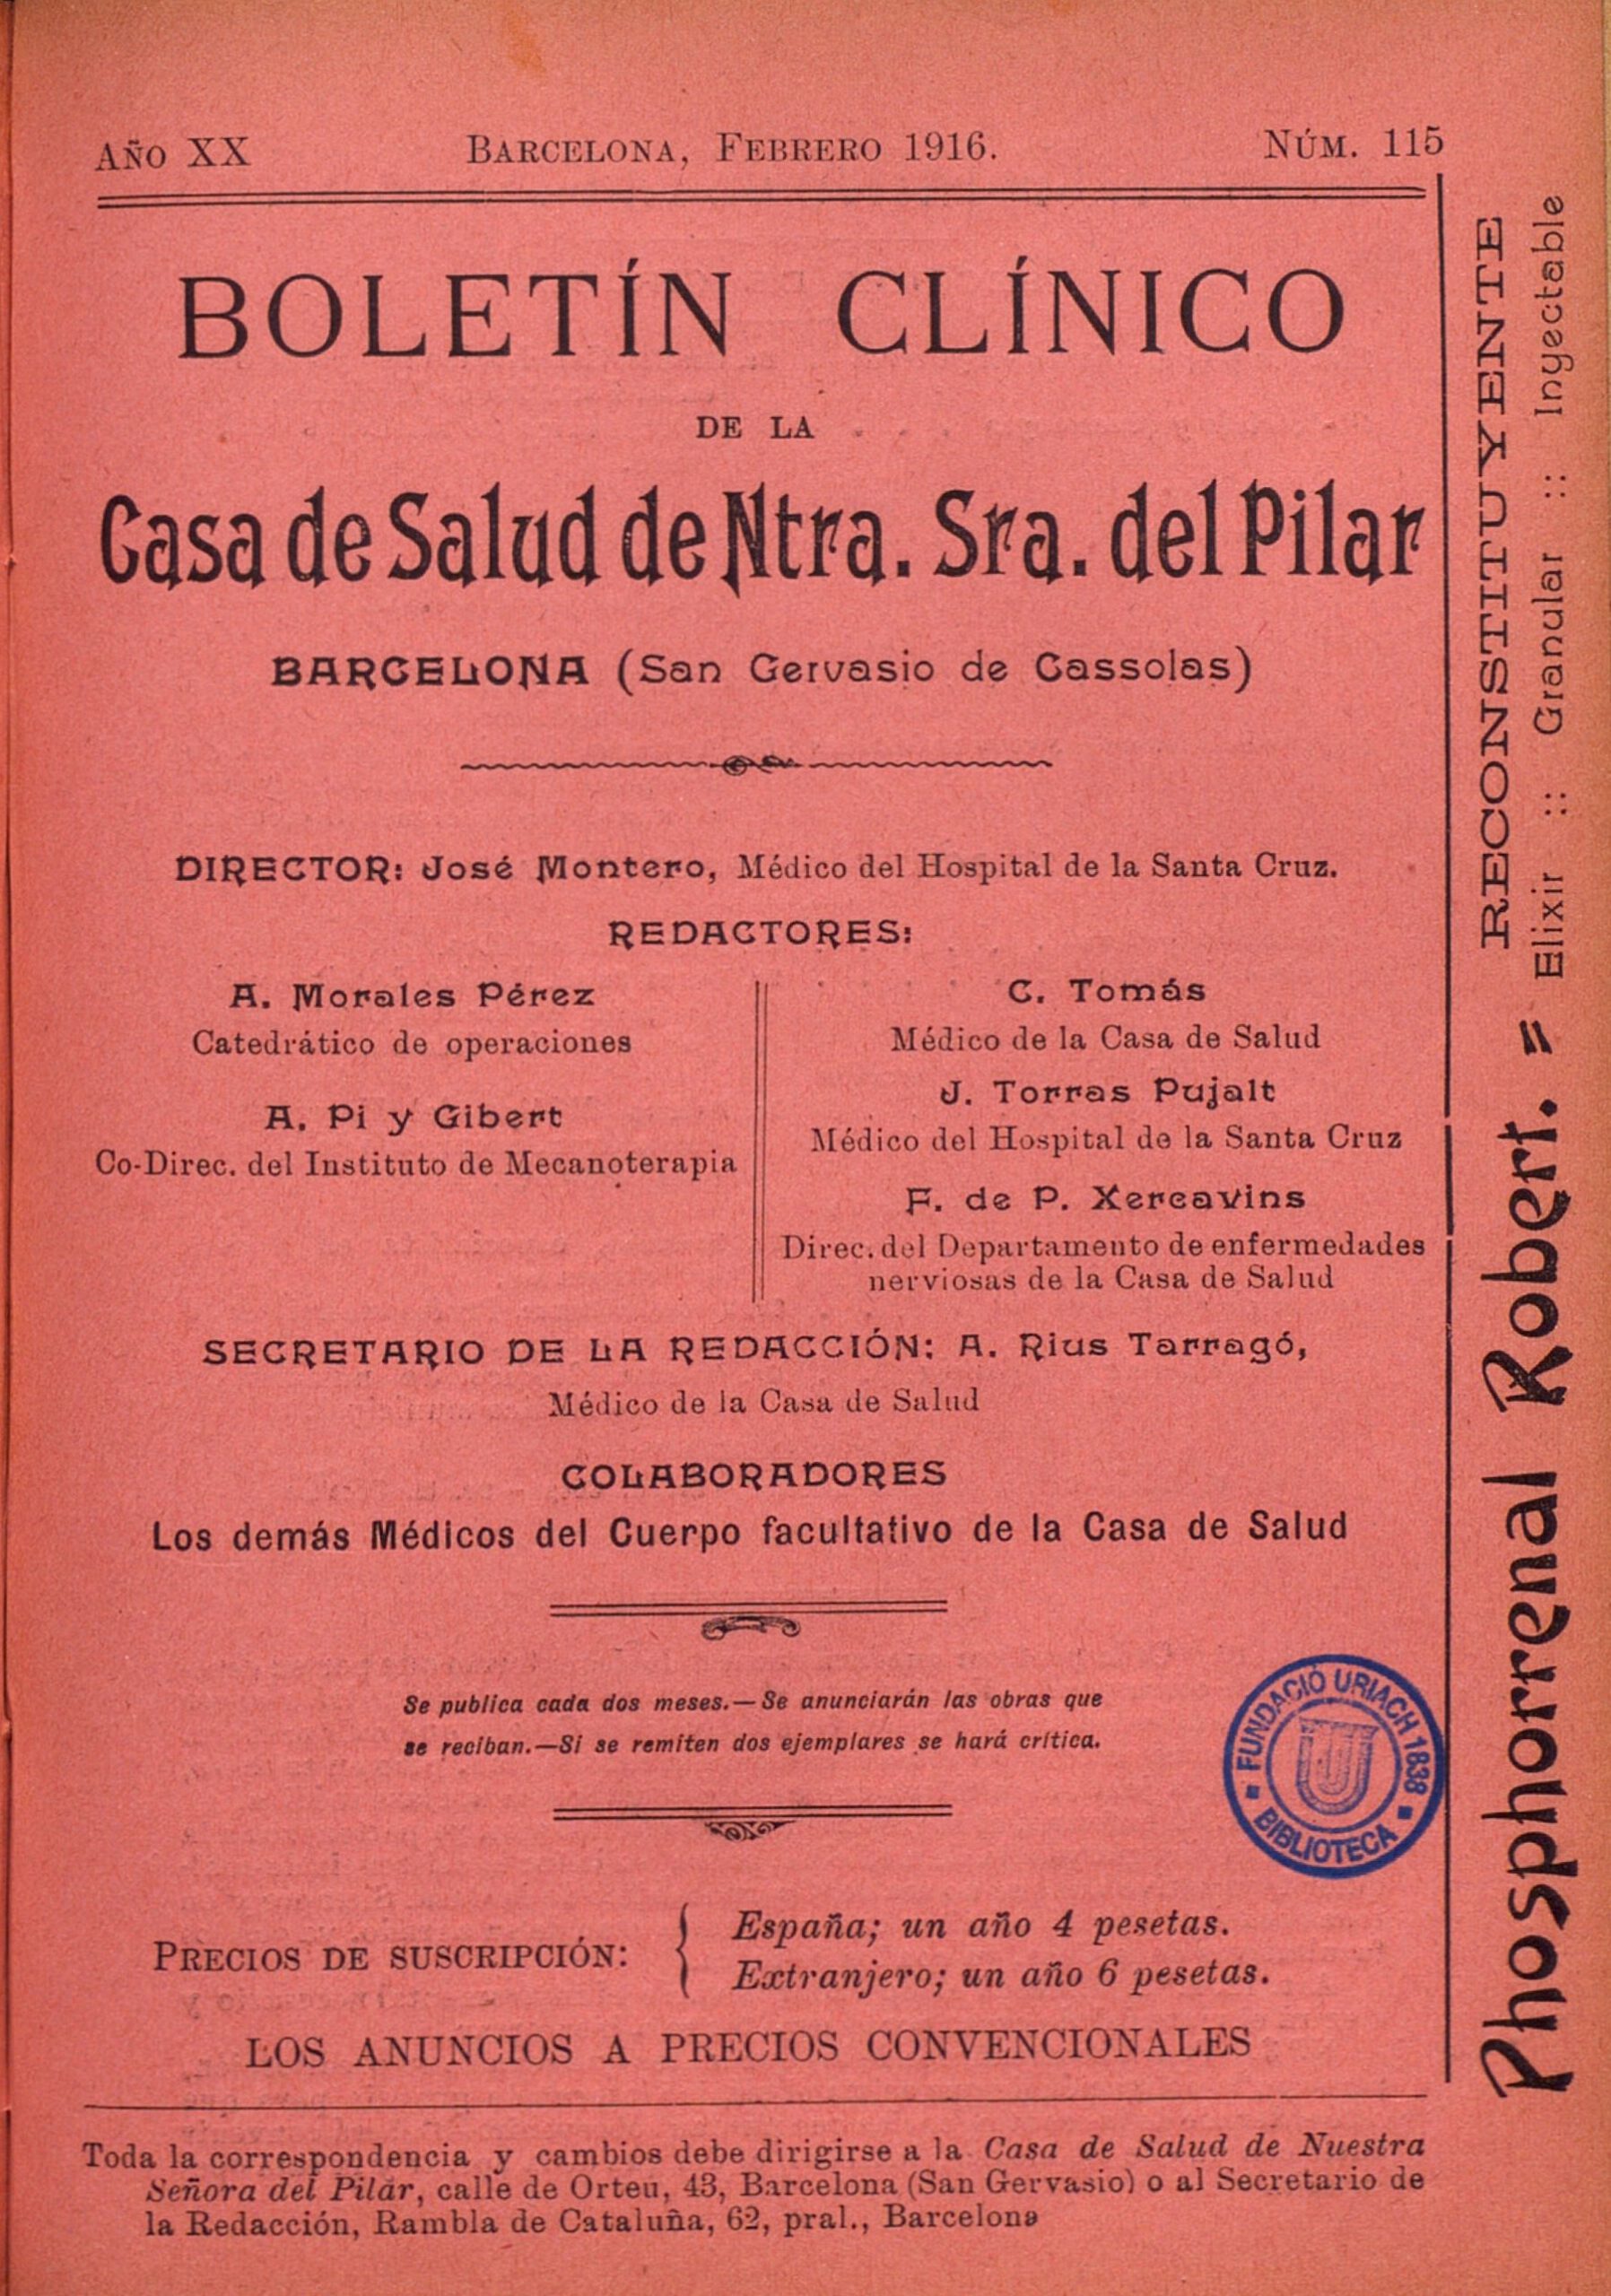 AÑO XX BARCELONA, FEBRERO 1916. NÚM. 115
BOLETÍN CLÍNICO
DE LA
Casa de Salud de Ntra. Sra. del Pilar
BARCELONA (San Gervasio de Cassolas)
DIRECTOR: José Montero, Médico del Hospital de la Santa Cruz.
REDACTORES:
A. Morales Pérez
Catedrático de operaciones
A. Pi y Gibert
Co-Direc. del Instituto de Mecanoterapia
C. Tomás
Médico de la Casa de Salud
J. Torras Pujalt
Médico del Hospital de la Santa Cruz
F. de P. Xercavins
Direc. del Departamento de enfermedades
nerviosas de la Casa de Salud
SECRETARIO DE LA REDACCIÓN: A. Rius Tarragó,
Médico de la Casa de Salud
COLABORADORES
Los demás Médicos del Cuerpo facultativo de la Casa de Salud
Se publica cada dos meses.—Se anunciarán las obras que
se reciban.—Si se remiten dos ejemplares se hará crítica.
FUNDACIÓ URIACH 1838
BIBLIOTECA
PRECIOS DE SUSCRIPCIÓN:
España; un año 4 pesetas.
Extranjero; un año 6 pesetas.
LOS ANUNCIOS A PRECIOS CONVENCIONALES
Toda la correspondencia y cambios debe dirigirse a la Casa de Salud de Nuestra
Señora del Pilar, calle de Orteu, 43, Barcelona (San Gervasio) o al Secretario de
la Redacción, Rambla de Cataluña, 62, pral., Barcelona
Phosphorrenal Robert. =
RECONSTITUYENTE
Elixir :: Granular :: Inyectable